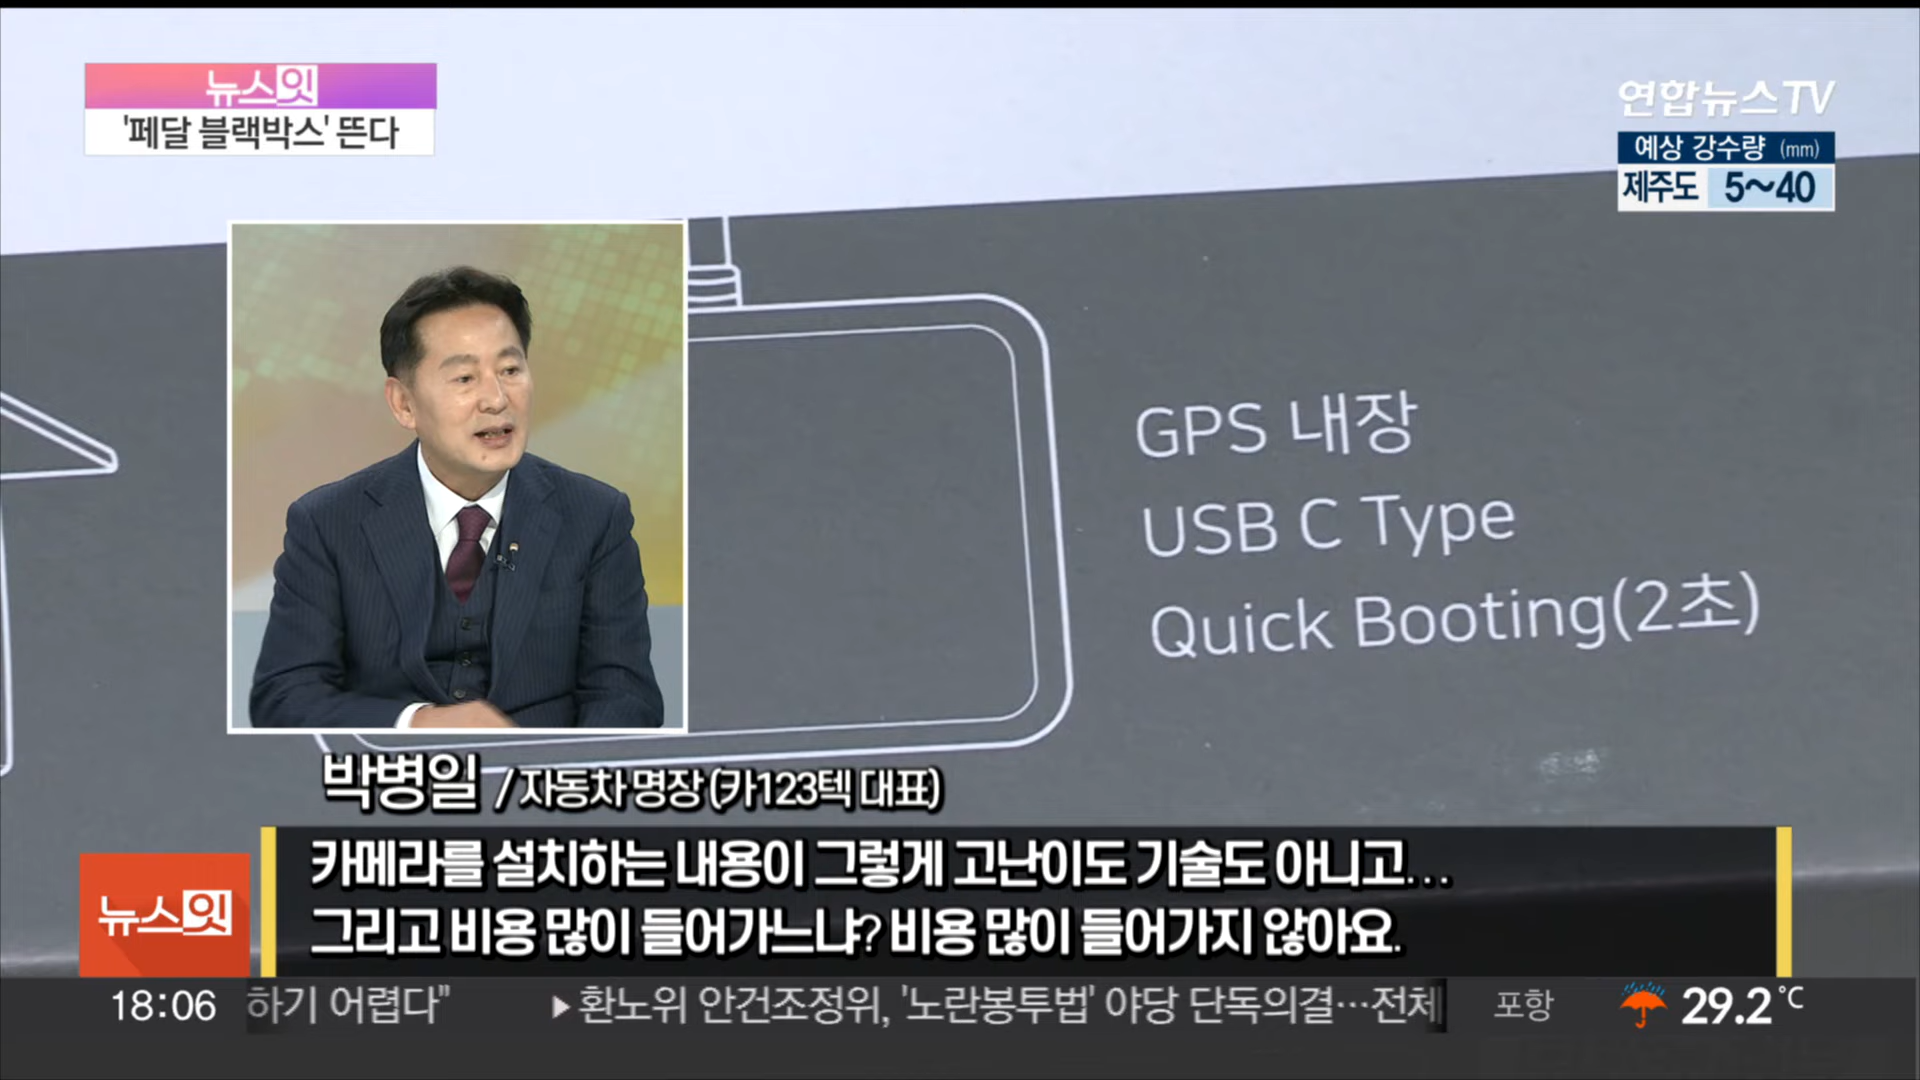 뉴스잇
'페달 블랙박스' 뜬다
연합뉴스TV
예상 강수량 (mm)
제주도 5~40
GPS 내장
USB C Type
Quick Booting(2초)
박병일 / 자동차 명장 (카123텍 대표)
카메라를 설치하는 내용이 그렇게 고난이도 기술도 아니고…
그리고 비용 많이 들어가느냐? 비용 많이 들어가지 않아요.
뉴스잇
18:06 하기 어렵다" ▶환노위 안건조정위, '노란봉투법' 야당 단독의결…전체 포항 29.2℃